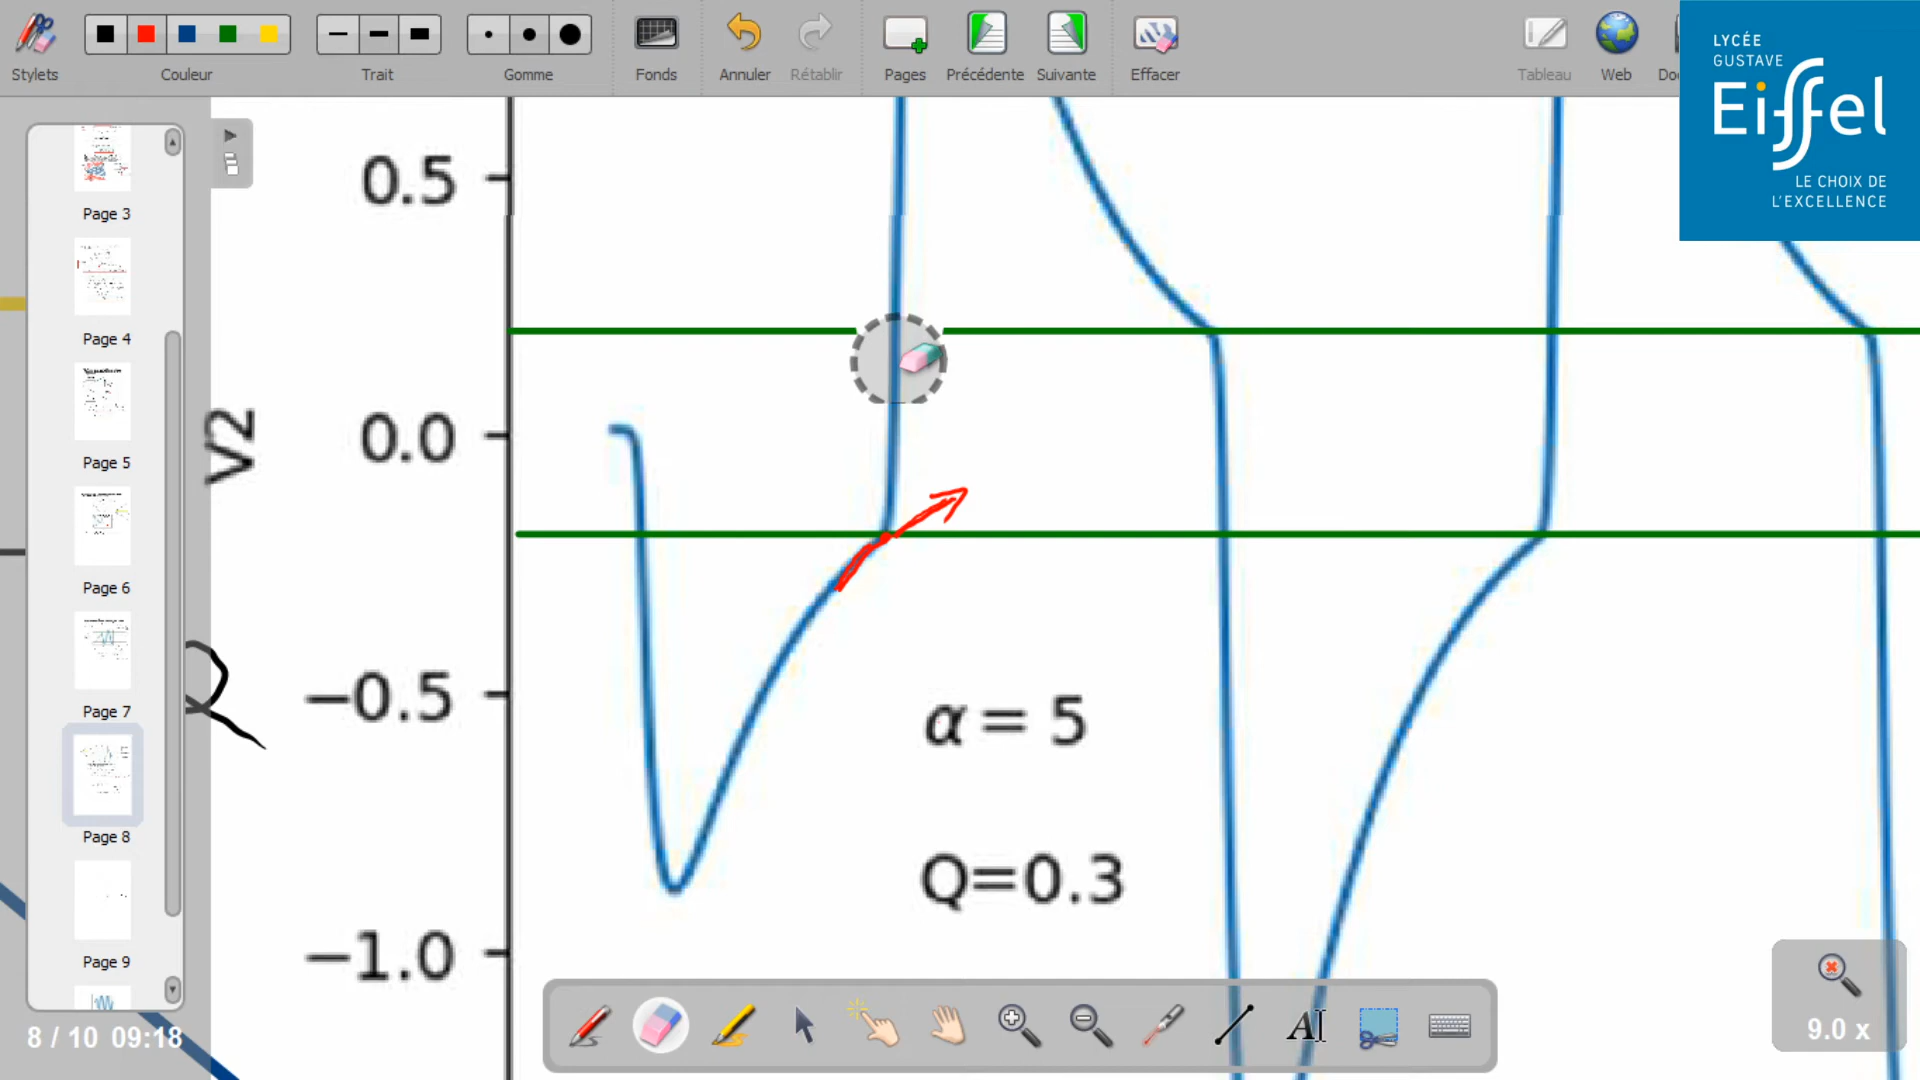 Stylets
Couleur
Trait
Gomme
Fonds
Annuler
Rétablir
Pages
Précédente
Suivante
Effacer
Tableau
Web
LYCÉE
GUSTAVE
Eiffel
LE CHOIX DE
L'EXCELLENCE
Page 3
Page 4
Page 5
Page 6
Page 7
Page 8
Page 9
8 / 10 09:18
V2
0.5
0.0
−0.5
−1.0
α = 5
Q=0.3
9.0 x